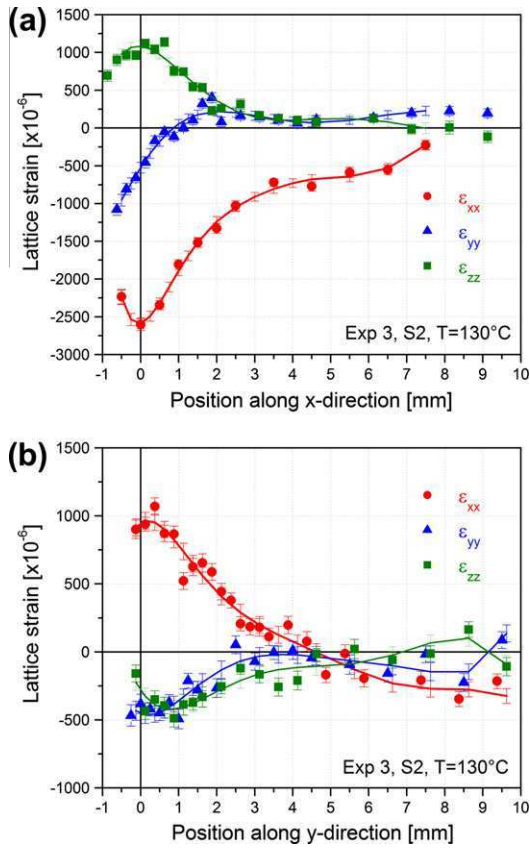 (a)
1500
1000
500
0
-500
-1000
-1500
-2000
-2500
-3000
Lattice strain [x10⁻⁶]
εxx
εyy
εzz
Exp 3, S2, T=130°C
-1 0 1 2 3 4 5 6 7 8 9 10
Position along x-direction [mm]
(b)
1500
1000
500
0
-500
-1000
Lattice strain [x10⁻⁶]
εxx
εyy
εzz
Exp 3, S2, T=130°C
-1 0 1 2 3 4 5 6 7 8 9 10
Position along y-direction [mm]